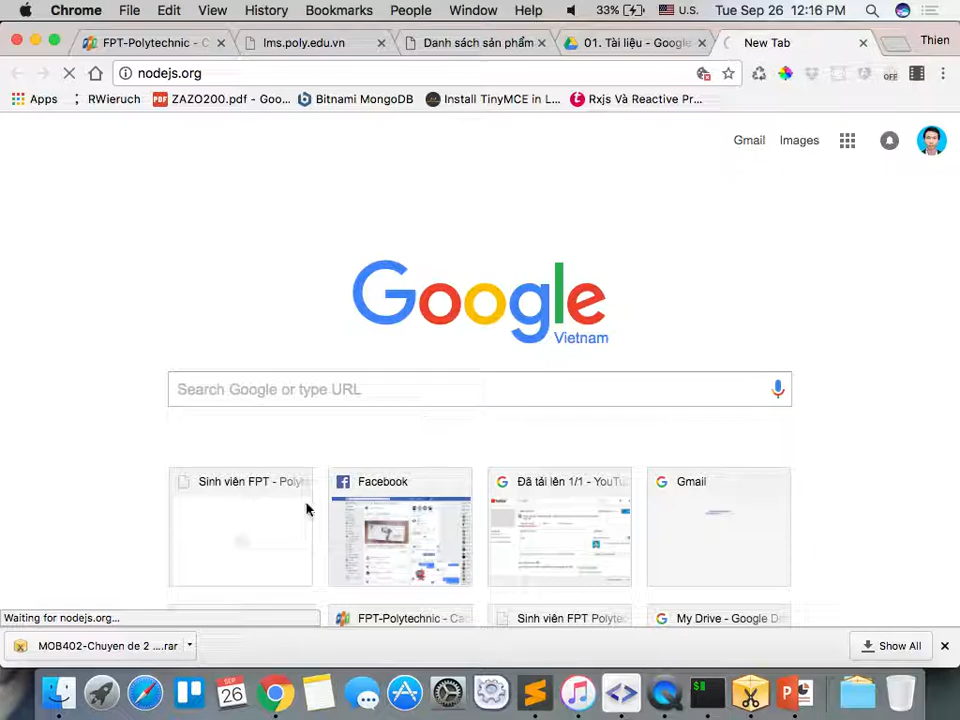 Chrome File Edit View History Bookmarks People Window Help 33% U.S. Tue Sep 26 12:16 PM
FPT-Polytechnic - C lms.poly.edu.vn Danh sách sản phẩm 01. Tài liệu - Google New Tab Thien
nodejs.org
Apps RWieruch ZAZO200.pdf - Goo... Bitnami MongoDB Install TinyMCE in L... Rxjs Và Reactive Pr...
Gmail Images
Google
Vietnam
Search Google or type URL
Sinh viên FPT - Poly Facebook Đã tải lên 1/1 - YouTu Gmail
Waiting for nodejs.org... FPT-Polytechnic - Ca Sinh viên FPT Polyte My Drive - Google D
MOB402-Chuyen de 2 ....rar Show All
SEP
26